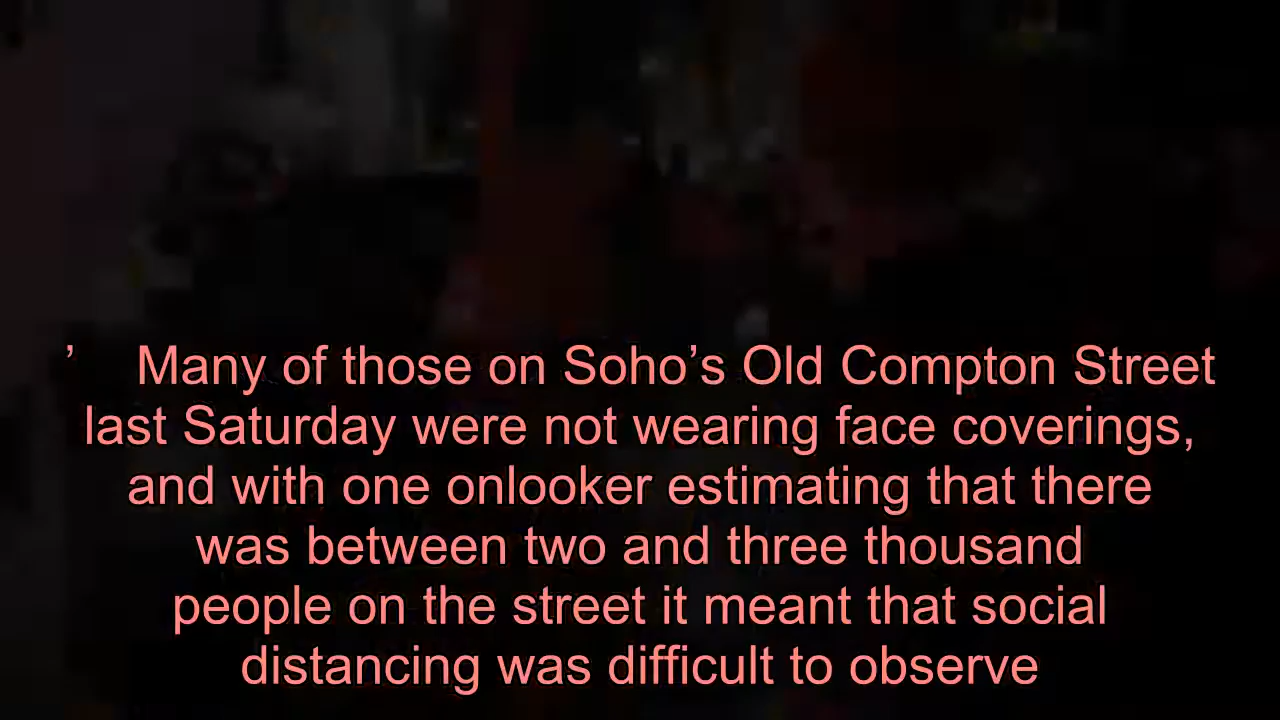 ’ Many of those on Soho’s Old Compton Street
last Saturday were not wearing face coverings,
and with one onlooker estimating that there
was between two and three thousand
people on the street it meant that social
distancing was difficult to observe